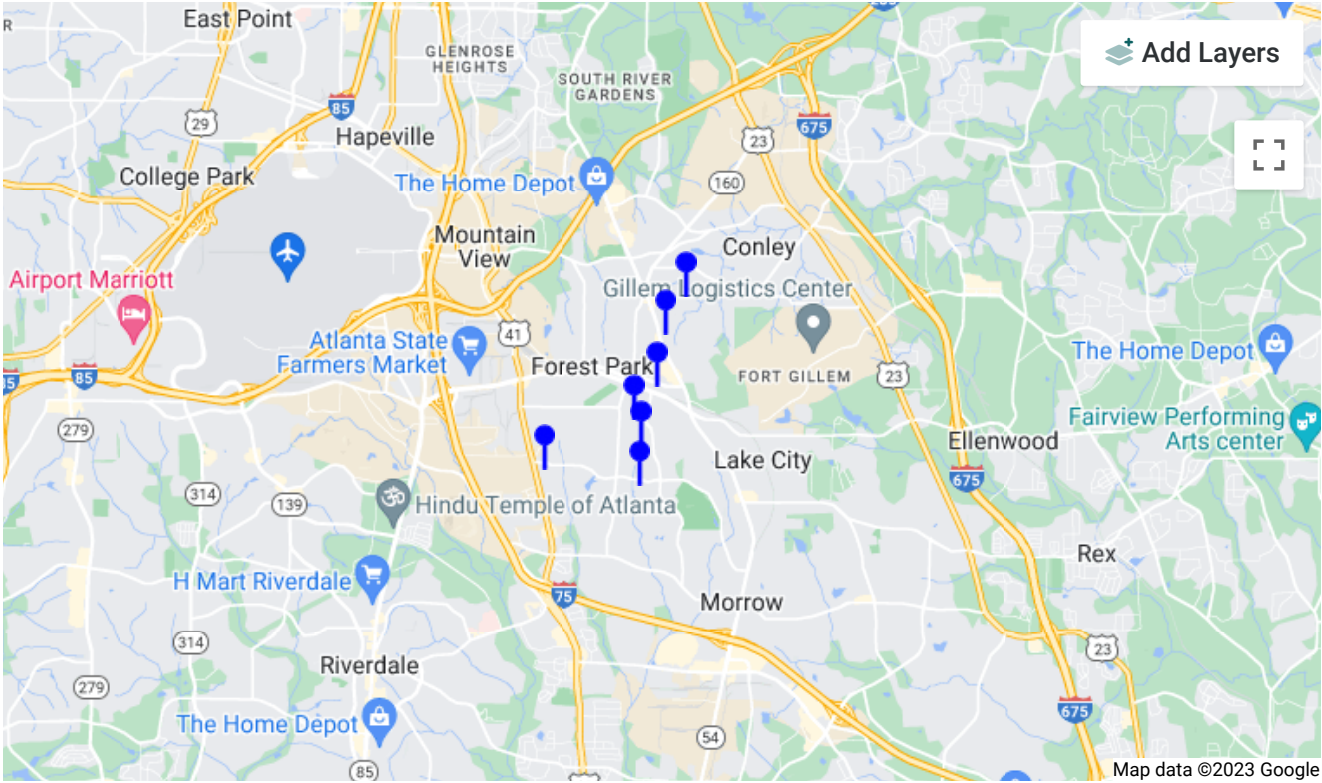 East Point
GLENROSE
HEIGHTS
Add Layers
SOUTH RIVER
GARDENS
85
29
Hapeville
675
23
College Park
The Home Depot
160
Mountain
View
Conley
Airport Marriott
Gillem Logistics Center
41
Atlanta State
Farmers Market
Forest Park
The Home Depot
85
FORT GILLEM
23
279
Fairview Performing
Arts center
Ellenwood
Lake City
675
314
139
Hindu Temple of Atlanta
Rex
H Mart Riverdale
75
Morrow
314
23
Riverdale
279
675
The Home Depot
54
85
Map data ©2023 Google